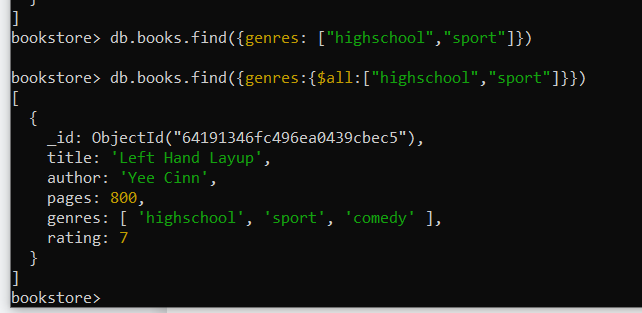 ]
bookstore> db.books.find({genres: ["highschool","sport"]})
bookstore> db.books.find({genres:{$all:["highschool","sport"]}})
[
  {
    _id: ObjectId("64191346fc496ea0439cbec5"),
    title: 'Left Hand Layup',
    author: 'Yee Cinn',
    pages: 800,
    genres: [ 'highschool', 'sport', 'comedy' ],
    rating: 7
  }
]
bookstore>